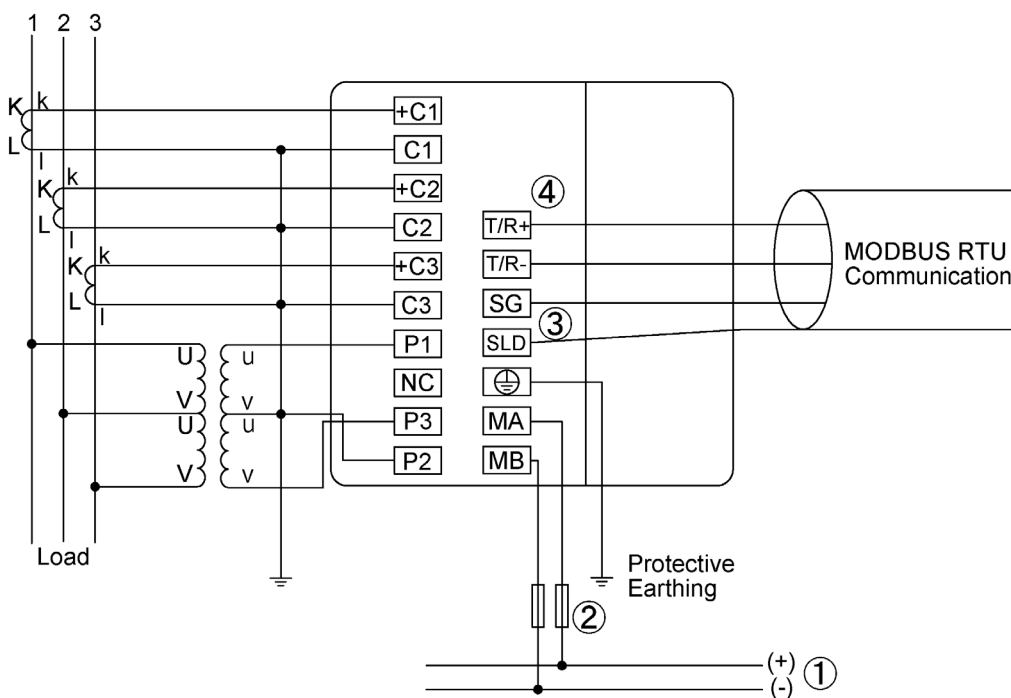 1 2 3
K k
L l
K k
L l
K k
L l
+C1
C1
+C2
C2
+C3
C3
P1
NC
P3
P2
④
T/R+
T/R-
SG
③
SLD
MA
MB
U u
V v
U u
V v
Load
MODBUS RTU
Communication
Protective
Earthing
②
(+)
(-)
①